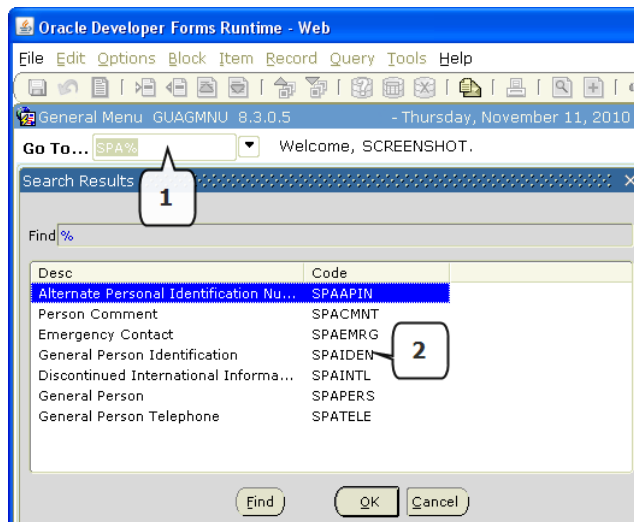 Oracle Developer Forms Runtime - Web
File Edit Options Block Item Record Query Tools Help
General Menu GUAGMNU 8.3.0.5 - Thursday, November 11, 2010
Go To... SPA% Welcome, SCREENSHOT.
Search Results
1
Find %
Desc Code
Alternate Personal Identification Nu... SPAAPIN
Person Comment SPACMNT
Emergency Contact SPAEMRG
General Person Identification SPAIDEN 2
Discontinued International Informa... SPAINTL
General Person SPAPERS
General Person Telephone SPATELE
Find OK Cancel